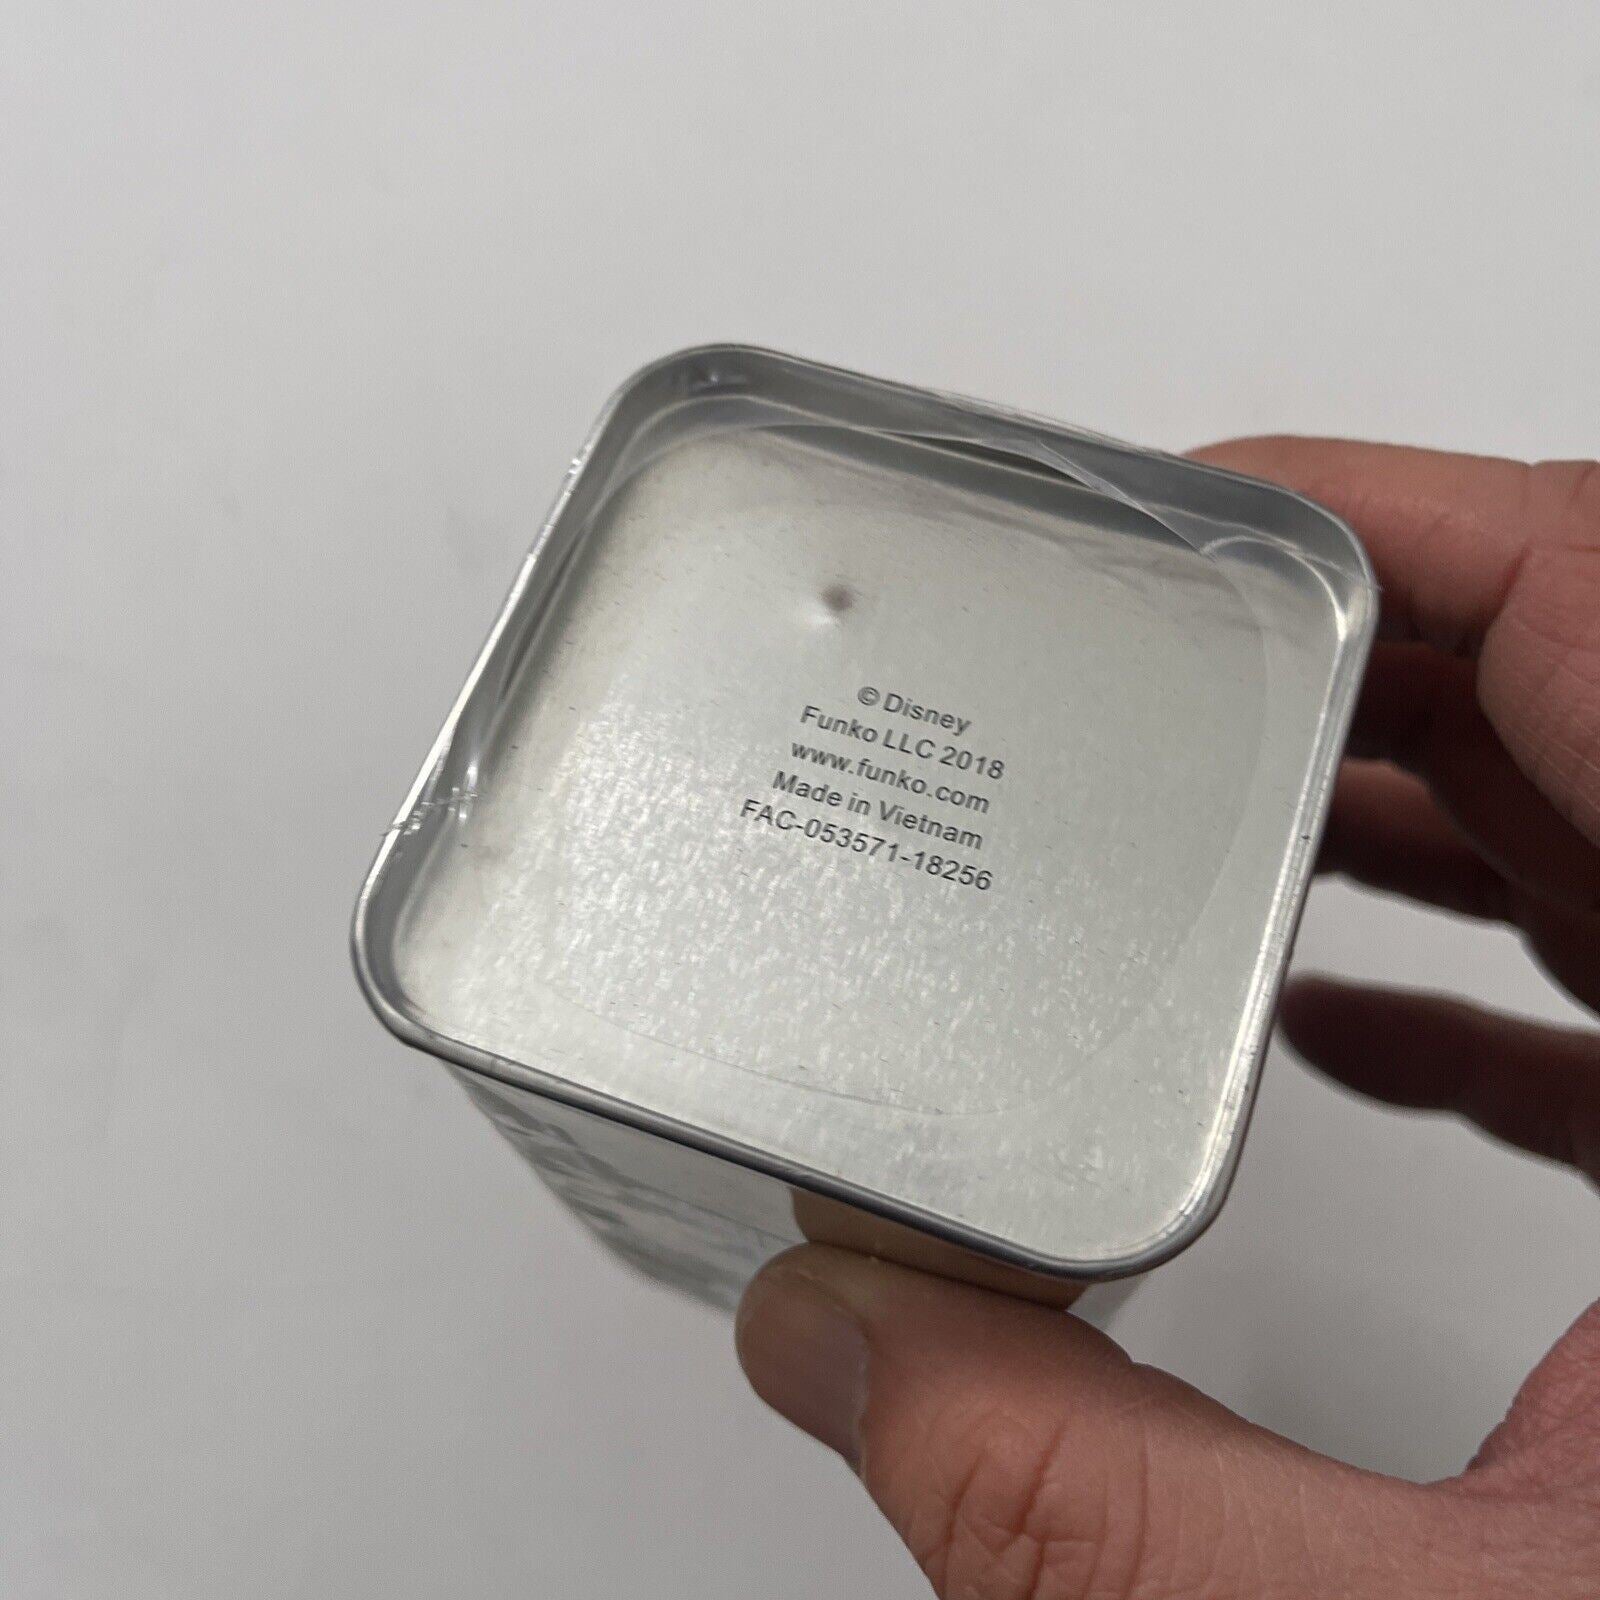 © Disney
Funko LLC 2018
www.funko.com
Made in Vietnam
FAC-053571-18256